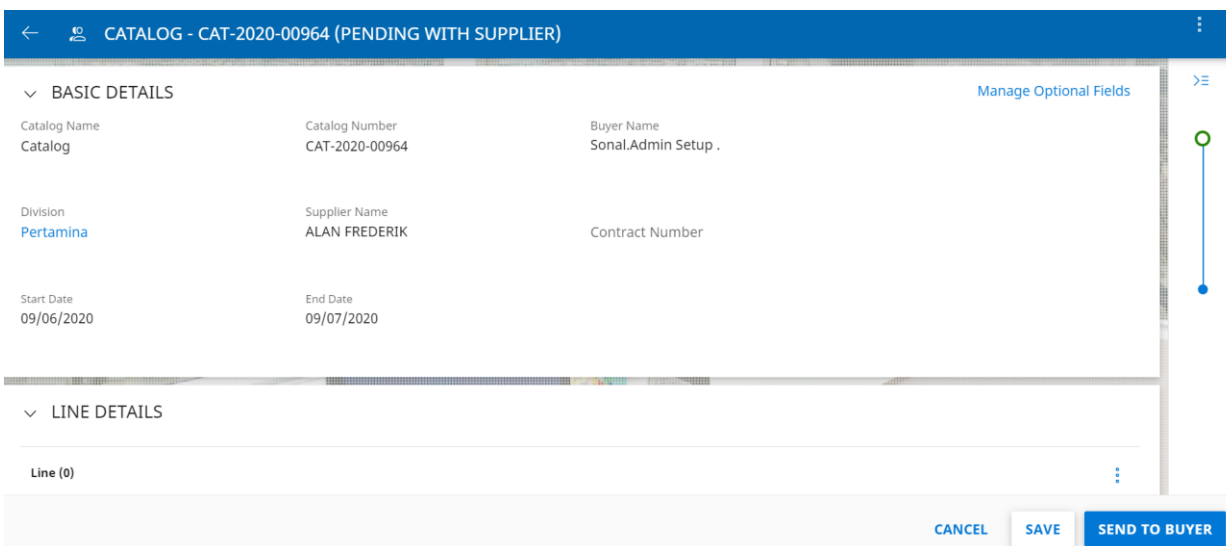 CATALOG - CAT-2020-00964 (PENDING WITH SUPPLIER)
BASIC DETAILS
Manage Optional Fields
Catalog Name
Catalog
Catalog Number
CAT-2020-00964
Buyer Name
Sonal.Admin Setup .
Division
Pertamina
Supplier Name
ALAN FREDERIK
Contract Number
Start Date
09/06/2020
End Date
09/07/2020
LINE DETAILS
Line (0)
CANCEL
SAVE
SEND TO BUYER